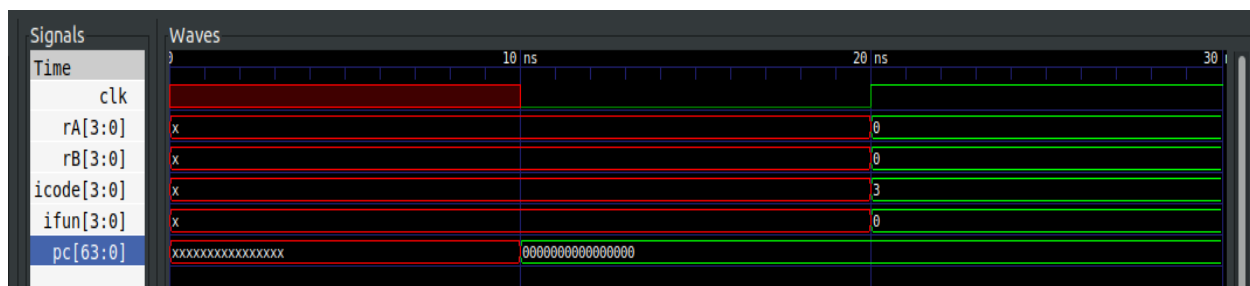 Signals Waves
Time 0 10 ns 20 ns 30
clk
rA[3:0] x 0
rB[3:0] x 0
icode[3:0] x 3
ifun[3:0] x 0
pc[63:0] xxxxxxxxxxxxxxxx 0000000000000000